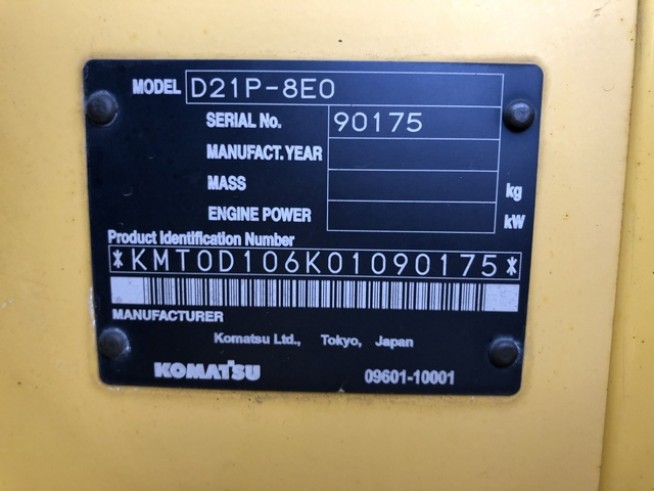 MODEL D21P-8E0
SERIAL No. 90175
MANUFACT. YEAR
MASS kg
ENGINE POWER kW
Product Identification Number
*KMT0D106K01090175*
MANUFACTURER
Komatsu Ltd., Tokyo, Japan
KOMATSU 09601-10001